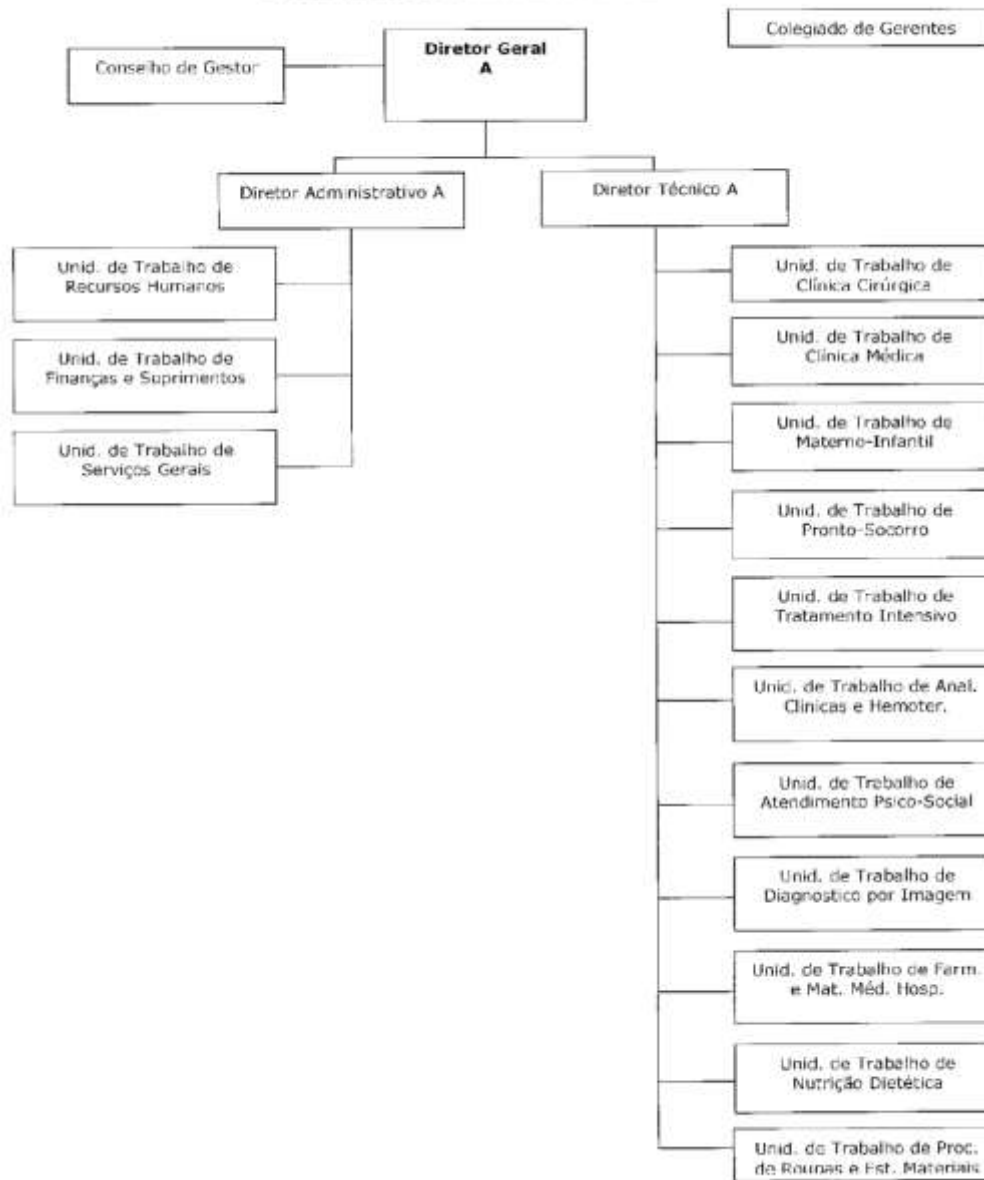 Colegiado de Gerentes
Diretor Geral
A
Conselho de Gestor
Diretor Administrativo A
Diretor Técnico A
Unid. de Trabalho de
Recursos Humanos
Unid. de Trabalho de
Finanças e Suprimentos
Unid. de Trabalho de
Serviços Gerais
Unid. de Trabalho de
Clínica Cirúrgica
Unid. de Trabalho de
Clínica Médica
Unid. de Trabalho de
Materno-Infantil
Unid. de Trabalho de
Pronto-Socorro
Unid. de Trabalho de
Tratamento Intensivo
Unid. de Trabalho de Anal.
Clinicas e Hemoter.
Unid. de Trabalho de
Atendimento Psico-Social
Unid. de Trabalho de
Diagnostico por Imagem
Unid. de Trabalho de Farm.
e Mat. Méd. Hosp.
Unid. de Trabalho de
Nutrição Dietética
Unid. de Trabalho de Proc.
de Roupas e Est. Materiais